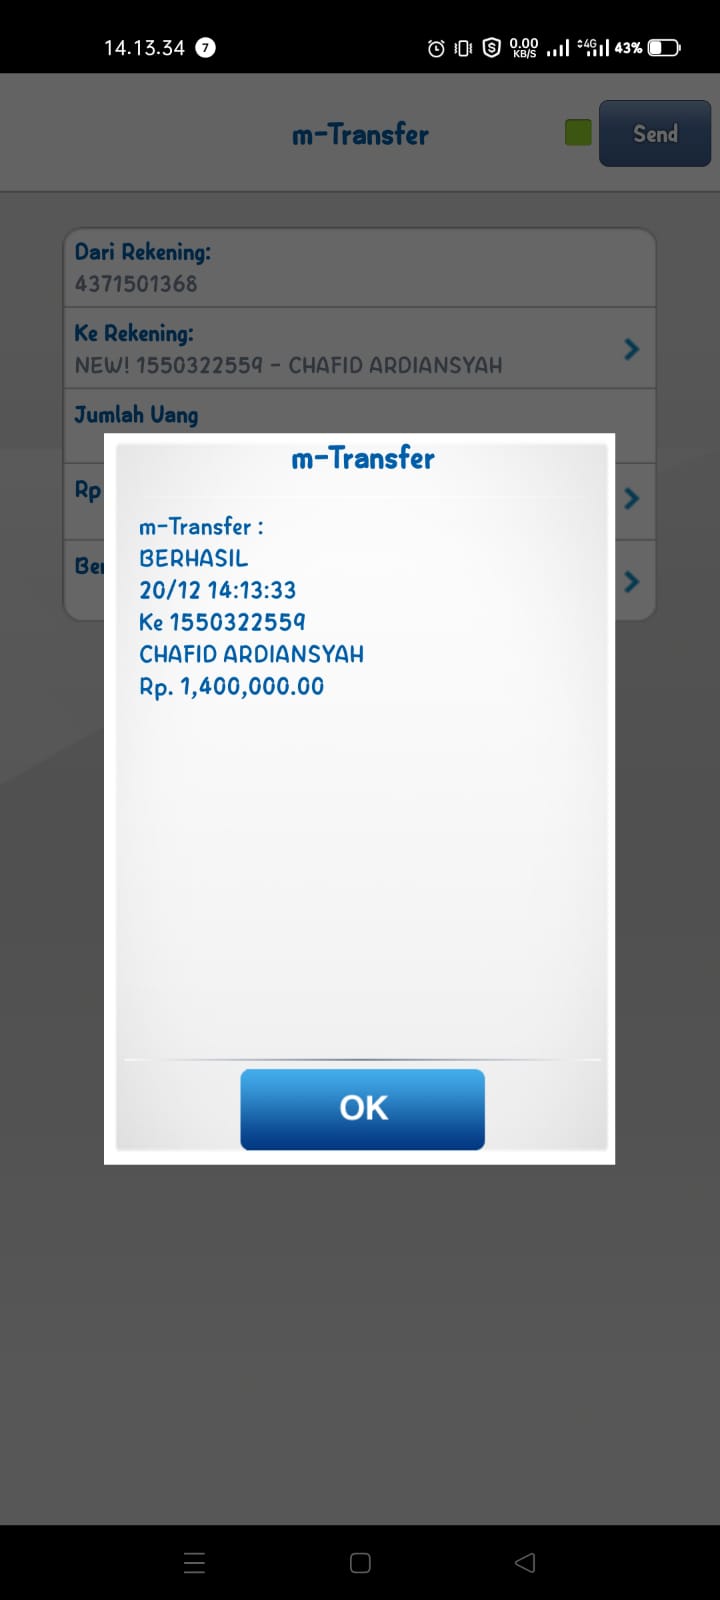 14.13.34 7 0.00 KB/S 4G 43%
m-Transfer Send
Dari Rekening:
4371501368
Ke Rekening:
NEW! 1550322559 - CHAFID ARDIANSYAH
Jumlah Uang
Rp
Ber
m-Transfer
m-Transfer :
BERHASIL
20/12 14:13:33
Ke 1550322559
CHAFID ARDIANSYAH
Rp. 1,400,000.00
OK